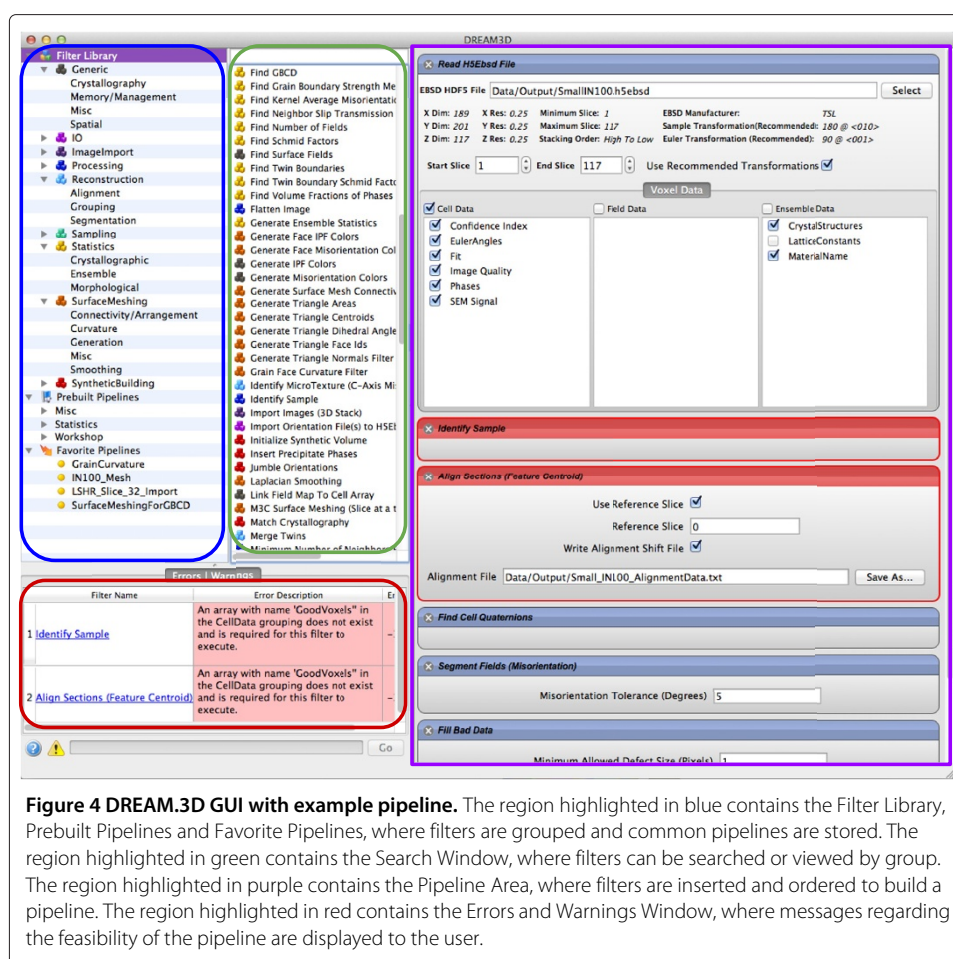 DREAM3D
Filter Library
Generic
Crystallography
Memory/Management
Misc
Spatial
IO
ImageImport
Processing
Reconstruction
Alignment
Grouping
Segmentation
Sampling
Statistics
Crystallographic
Ensemble
Morphological
SurfaceMeshing
Connectivity/Arrangement
Curvature
Generation
Misc
Smoothing
SyntheticBuilding
Prebuilt Pipelines
Misc
Statistics
Workshop
Favorite Pipelines
GrainCurvature
IN100_Mesh
LSHR_Slice_32_Import
SurfaceMeshingForGBCD
Find GBCD
Find Grain Boundary Strength Me
Find Kernel Average Misorientatic
Find Neighbor Slip Transmission
Find Number of Fields
Find Schmid Factors
Find Surface Fields
Find Twin Boundaries
Find Twin Boundary Schmid Facto
Find Volume Fractions of Phases
Flatten Image
Generate Ensemble Statistics
Generate Face IPF Colors
Generate Face Misorientation Col
Generate IPF Colors
Generate Misorientation Colors
Generate Surface Mesh Connectiv
Generate Triangle Areas
Generate Triangle Centroids
Generate Triangle Dihedral Angle
Generate Triangle Face Ids
Generate Triangle Normals Filter
Grain Face Curvature Filter
Identify MicroTexture (C-Axis Mi
Identify Sample
Import Images (3D Stack)
Import Orientation File(s) to H5El
Initialize Synthetic Volume
Insert Precipitate Phases
Jumble Orientations
Laplacian Smoothing
Link Field Map To Cell Array
M3C Surface Meshing (Slice at a t
Match Crystallography
Merge Twins
Minimum Number of Neighbors
Read H5Ebsd File
EBSD HDF5 File Data/Output/SmallIN100.h5ebsd Select
X Dim: 189 X Res: 0.25 Minimum Slice: 1 EBSD Manufacturer: TSL
Y Dim: 201 Y Res: 0.25 Maximum Slice: 117 Sample Transformation(Recommended): 180 @ <010>
Z Dim: 117 Z Res: 0.25 Stacking Order: High To Low Euler Transformation (Recommended): 90 @ <001>
Start Slice 1 End Slice 117 Use Recommended Transformations
Voxel Data
Cell Data Field Data Ensemble Data
Confidence Index
EulerAngles
Fit
Image Quality
Phases
SEM Signal
CrystalStructures
LatticeConstants
MaterialName
Identify Sample
Align Sections (Feature Centroid)
Use Reference Slice
Reference Slice 0
Write Alignment Shift File
Alignment File Data/Output/Small_IN100_AlignmentData.txt Save As...
Find Cell Quaternions
Segment Fields (Misorientation)
Misorientation Tolerance (Degrees) 5
Fill Bad Data
Minimum Allowed Defect Size (Pixels) 1
Errors | Warnings
Filter Name Error Description Er
1 Identify Sample
An array with name 'GoodVoxels'' in
the CellData grouping does not exist
and is required for this filter to
execute.
2 Align Sections (Feature Centroid)
An array with name 'GoodVoxels'' in
the CellData grouping does not exist
and is required for this filter to
execute.
Go
Figure 4 DREAM.3D GUI with example pipeline. The region highlighted in blue contains the Filter Library,
Prebuilt Pipelines and Favorite Pipelines, where filters are grouped and common pipelines are stored. The
region highlighted in green contains the Search Window, where filters can be searched or viewed by group.
The region highlighted in purple contains the Pipeline Area, where filters are inserted and ordered to build a
pipeline. The region highlighted in red contains the Errors and Warnings Window, where messages regarding
the feasibility of the pipeline are displayed to the user.